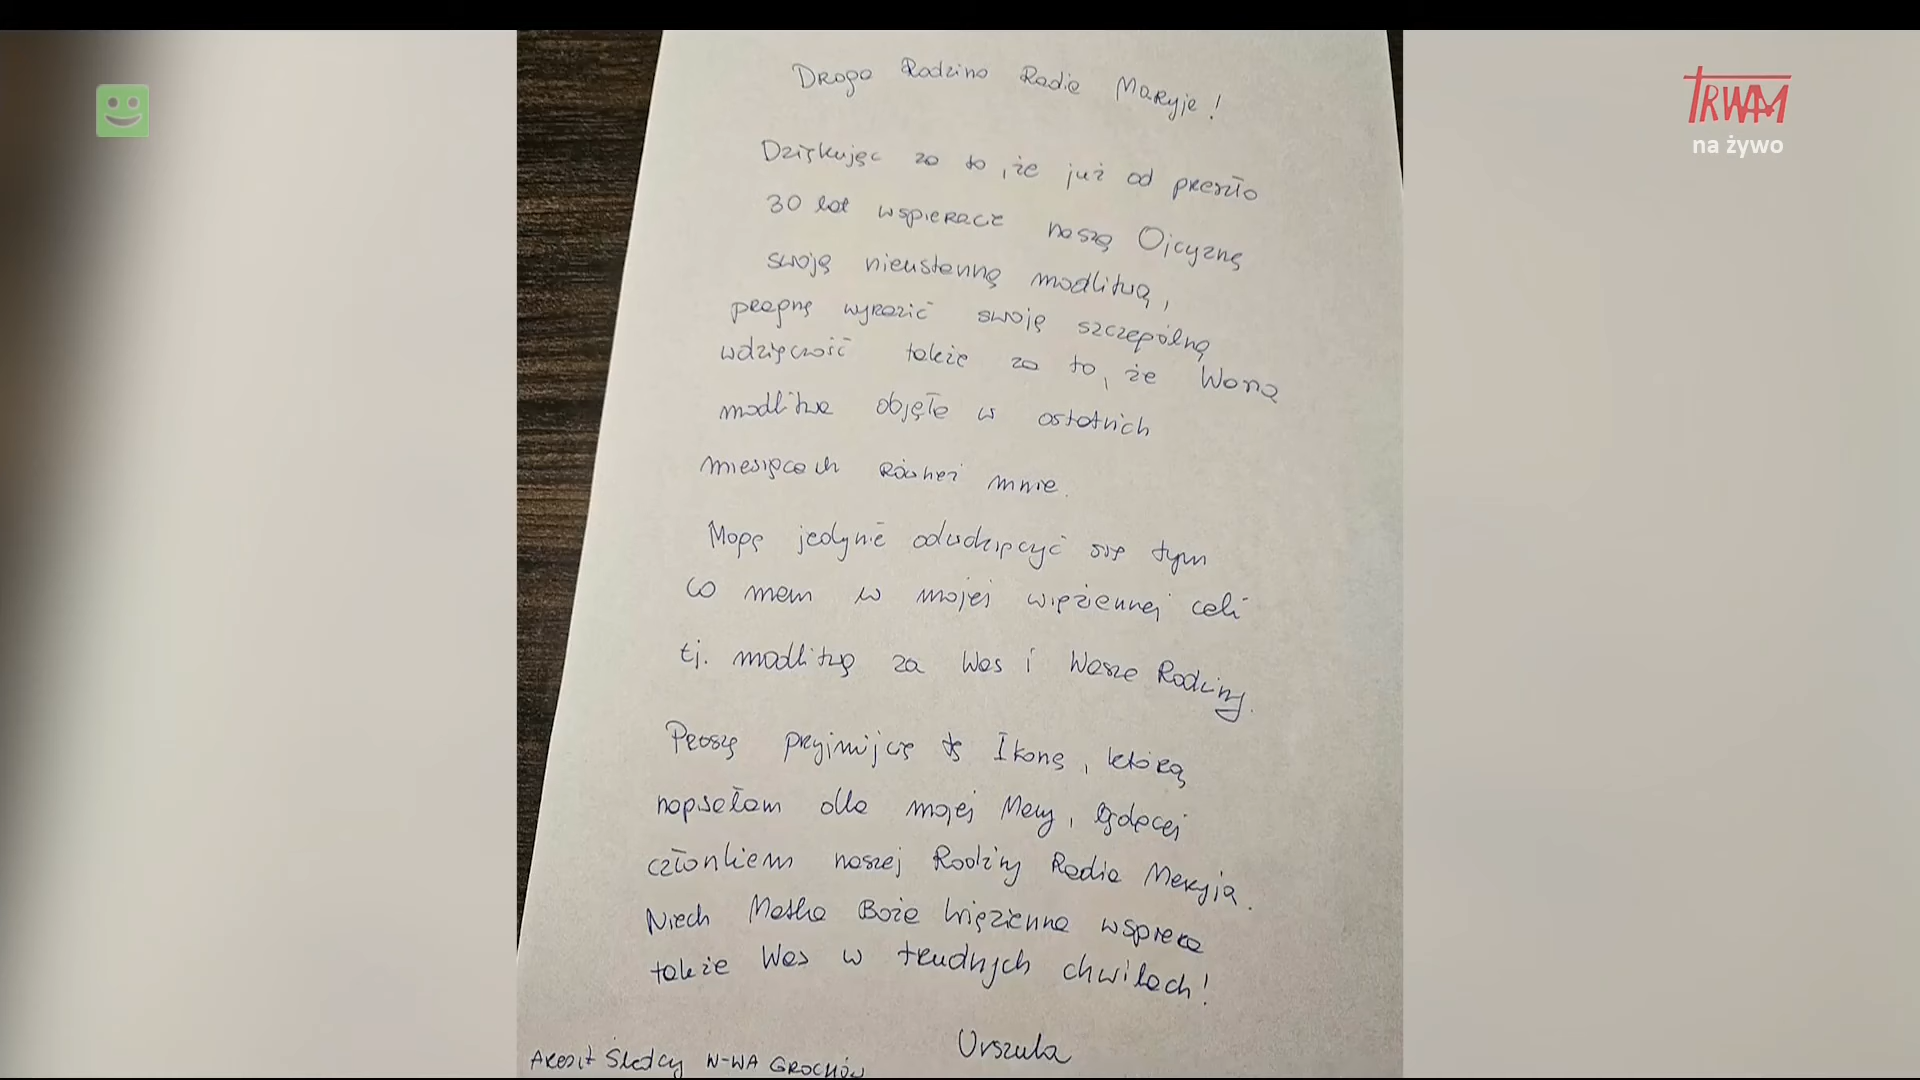 Droga Rodzino Radia Maryja!
TRWAM
na żywo
Dziękując za to, że już od przeszło
30 lat wspieracie naszą Ojczyznę
swoją nieustanną modlitwą,
pragnę wyrazić swoją szczególną
wdzięczność także za to, że Waszą
modlitwą objęła w ostatnich
miesiącach również mnie.
Mogę jedynie odwdzięczyć się tym
co mam w mojej więziennej celi
tj. modlitwą za Was i Wasze Rodziny.
Proszę przyjmijcie tę Ikonę, którą
napisałam dla mojej Mamy, będącej
członkiem naszej Rodziny Radia Maryja.
Niech Matka Boża Więzienna wspiera
także Was w trudnych chwilach!
Urszula
Areszt Śledczy W-WA GROCHÓW